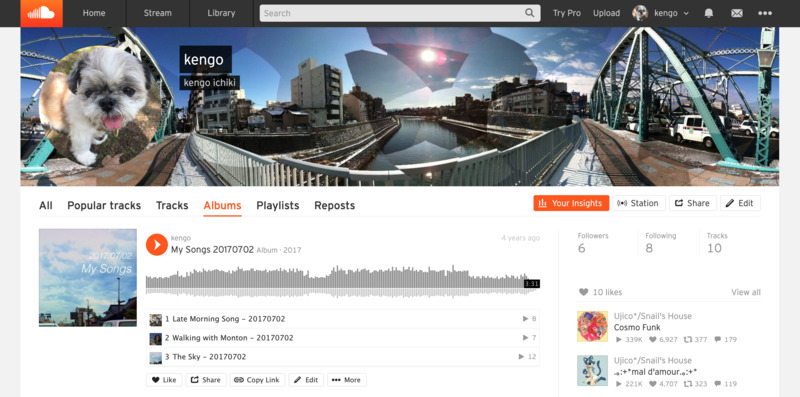 Home
Stream
Library
Search
Try Pro
Upload
kengo
kengo
kengo ichiki
All
Popular tracks
Tracks
Albums
Playlists
Reposts
Your Insights
Station
Share
Edit
2017/07/02
My Songs
kengo
4 years ago
My Songs 20170702 Album · 2017
3:31
1 Late Morning Song - 20170702
8
2 Walking with Monton - 20170702
7
3 The Sky - 20170702
12
Like
Share
Copy Link
Edit
More
Followers
6
Following
8
Tracks
10
10 likes
View all
Ujico*/Snail's House
Cosmo Funk
339K
6,927
377
179
Ujico*/Snail's House
.｡:+*mal d'amour.｡:+*
221K
4,707
323
119